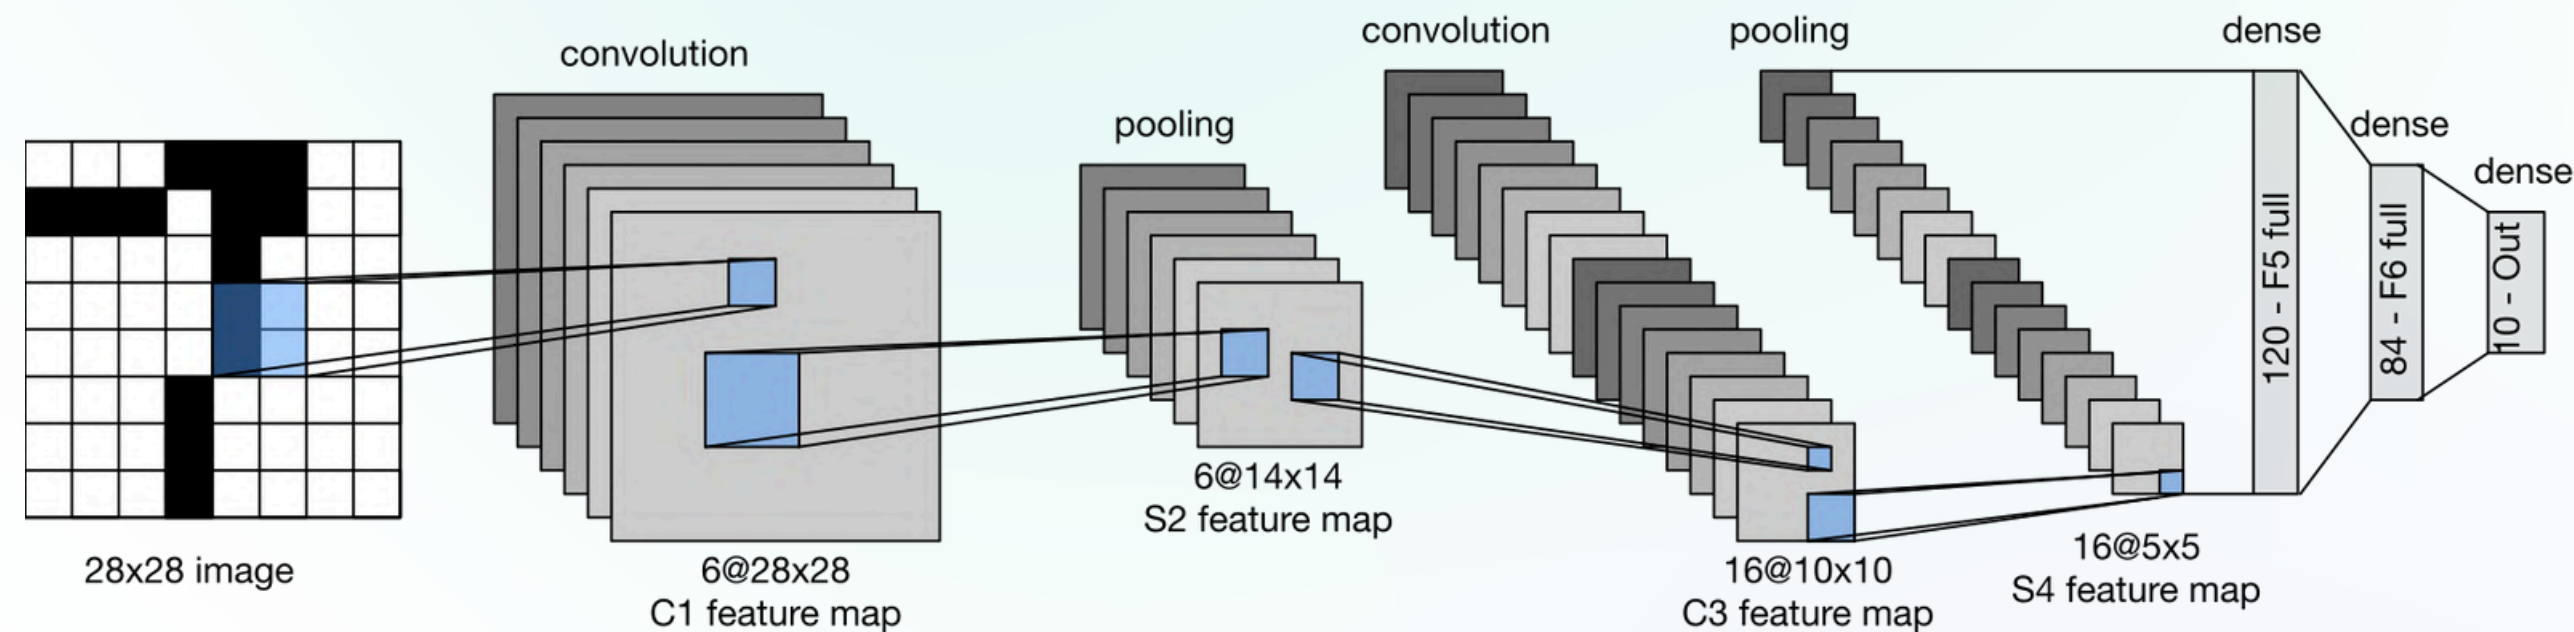 convolution
28x28 image
6@28x28
C1 feature map
pooling
6@14x14
S2 feature map
convolution
16@10x10
C3 feature map
pooling
16@5x5
S4 feature map
dense
120 - F5 full
dense
84 - F6 full
dense
10 - Out